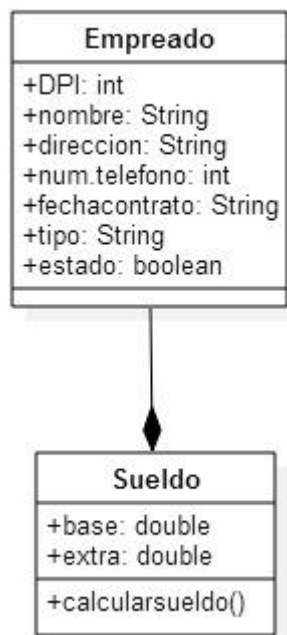 Empreado
+DPI: int
+nombre: String
+direccion: String
+num.telefono: int
+fechacontrato: String
+tipo: String
+estado: boolean
Sueldo
+base: double
+extra: double
+calcularsueldo()